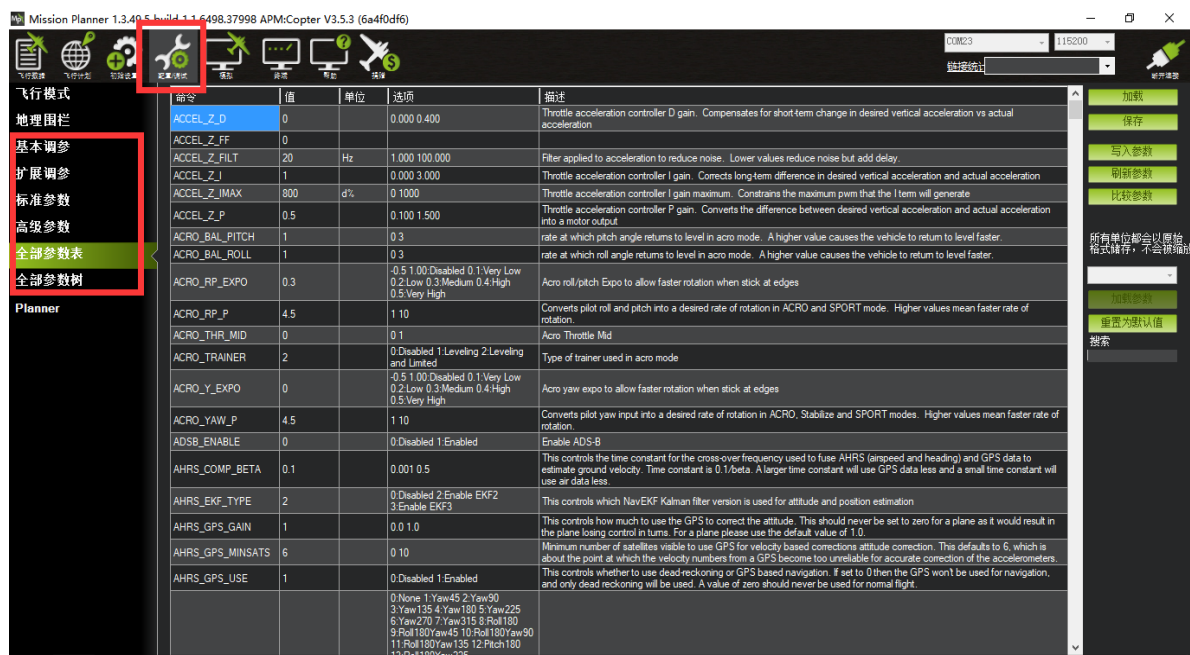 Mission Planner 1.3.49.5 build 1.1.6498.37998 APM:Copter V3.5.3 (6a4f0df6)
飞行数据 飞行计划 初始设置 配置/调试 模拟 终端 帮助 捐赠
COM23 115200
链接统计
断开连接
飞行模式
地理围栏
基本调参
扩展调参
标准参数
高级参数
全部参数表
全部参数树
Planner
命令 值 单位 选项 描述
ACCEL_Z_D 0 0.000 0.400 Throttle acceleration controller D gain. Compensates for short-term change in desired vertical acceleration vs actual
acceleration
ACCEL_Z_FF 0
ACCEL_Z_FILT 20 Hz 1.000 100.000 Filter applied to acceleration to reduce noise. Lower values reduce noise but add delay.
ACCEL_Z_I 1 0.000 3.000 Throttle acceleration controller I gain. Corrects long-term difference in desired vertical acceleration and actual acceleration
ACCEL_Z_IMAX 800 d% 0 1000 Throttle acceleration controller I gain maximum. Constrains the maximum pwm that the I term will generate
ACCEL_Z_P 0.5 0.100 1.500 Throttle acceleration controller P gain. Converts the difference between desired vertical acceleration and actual acceleration
into a motor output
ACRO_BAL_PITCH 1 0 3 rate at which pitch angle returns to level in acro mode. A higher value causes the vehicle to return to level faster.
ACRO_BAL_ROLL 1 0 3 rate at which roll angle returns to level in acro mode. A higher value causes the vehicle to return to level faster.
ACRO_RP_EXPO 0.3 -0.5 1.00:Disabled 0.1:Very Low
0.2:Low 0.3:Medium 0.4:High
0.5:Very High
Acro roll/pitch Expo to allow faster rotation when stick at edges
ACRO_RP_P 4.5 1 10 Converts pilot roll and pitch into a desired rate of rotation in ACRO and SPORT mode. Higher values mean faster rate of
rotation.
ACRO_THR_MID 0 0 1 Acro Throttle Mid
ACRO_TRAINER 2 0:Disabled 1:Leveling 2:Leveling
and Limited
Type of trainer used in acro mode
ACRO_Y_EXPO 0 -0.5 1.00:Disabled 0.1:Very Low
0.2:Low 0.3:Medium 0.4:High
0.5:Very High
Acro yaw expo to allow faster rotation when stick at edges
ACRO_YAW_P 4.5 1 10 Converts pilot yaw input into a desired rate of rotation in ACRO, Stabilize and SPORT modes. Higher values mean faster rate of
rotation.
ADSB_ENABLE 0 0:Disabled 1:Enabled Enable ADS-B
AHRS_COMP_BETA 0.1 0.001 0.5 This controls the time constant for the cross-over frequency used to fuse AHRS (airspeed and heading) and GPS data to
estimate ground velocity. Time constant is 0.1/beta. A larger time constant will use GPS data less and a small time constant will
use air data less.
AHRS_EKF_TYPE 2 0:Disabled 2:Enable EKF2
3:Enable EKF3
This controls which NavEKF Kalman filter version is used for attitude and position estimation
AHRS_GPS_GAIN 1 0.0 1.0 This controls how much to use the GPS to correct the attitude. This should never be set to zero for a plane as it would result in
the plane losing control in turns. For a plane please use the default value of 1.0.
AHRS_GPS_MINSATS 6 0 10 Minimum number of satellites visible to use GPS for velocity based corrections attitude correction. This defaults to 6, which is
about the point at which the velocity numbers from a GPS become too unreliable for accurate correction of the accelerometers.
AHRS_GPS_USE 1 0:Disabled 1:Enabled This controls whether to use dead-reckoning or GPS based navigation. If set to 0 then the GPS won't be used for navigation,
and only dead reckoning will be used. A value of zero should never be used for normal flight.
0:None 1:Yaw45 2:Yaw90
3:Yaw135 4:Yaw180 5:Yaw225
6:Yaw270 7:Yaw315 8:Roll180
9:Roll180Yaw45 10:Roll180Yaw90
11:Roll180Yaw135 12:Pitch180
加载
保存
写入参数
刷新参数
比较参数
所有单位都会以原始
格式储存，不会被缩放
加载参数
重置为默认值
搜索